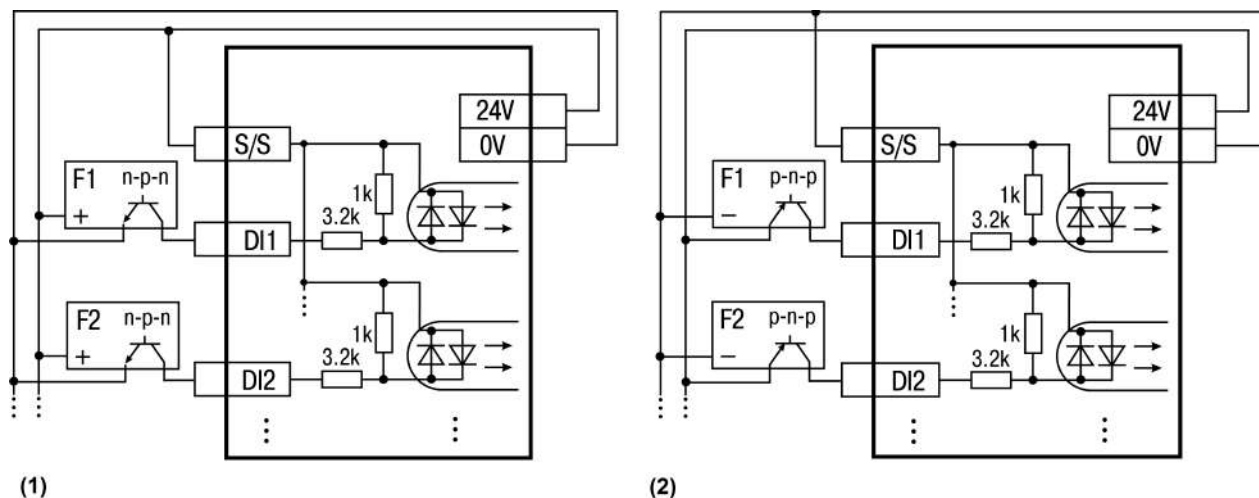 24V
0V
S/S
F1 n-p-n
+
1k
3.2k
DI1
F2 n-p-n
+
1k
3.2k
DI2
(1)
24V
0V
S/S
F1 p-n-p
−
1k
3.2k
DI1
F2 p-n-p
−
1k
3.2k
DI2
(2)